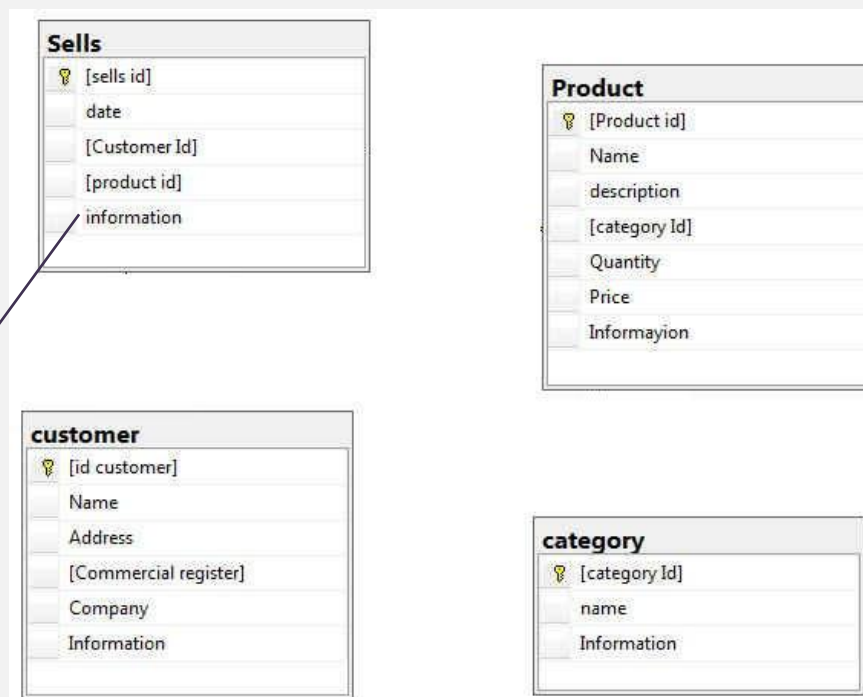 Sells
[sells id]
date
[Customer Id]
[product id]
information
Product
[Product id]
Name
description
[category Id]
Quantity
Price
Informayion
customer
[id customer]
Name
Address
[Commercial register]
Company
Information
category
[category Id]
name
Information